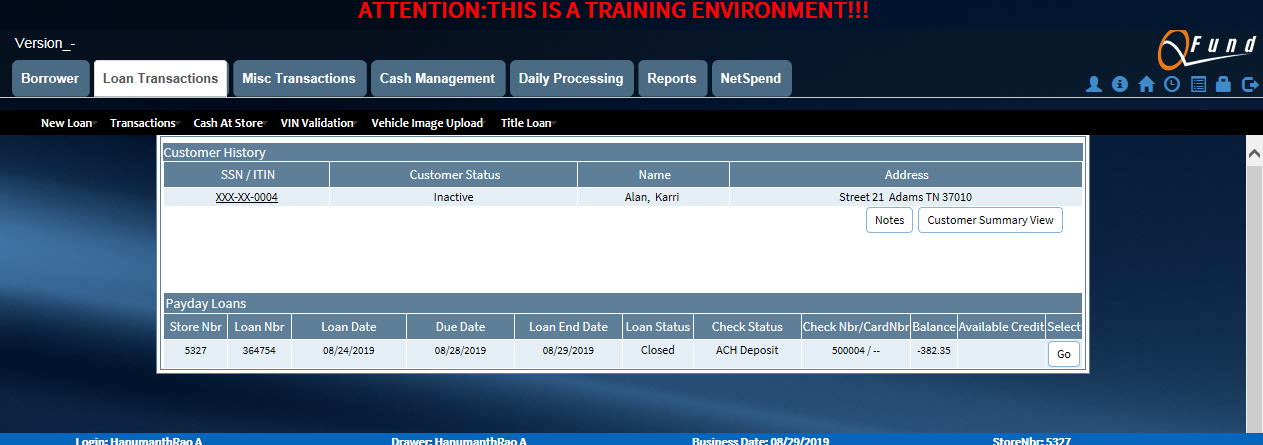 ATTENTION:THIS IS A TRAINING ENVIRONMENT!!!
Version_-
Fund
Borrower Loan Transactions Misc Transactions Cash Management Daily Processing Reports NetSpend
New Loan Transactions Cash At Store VIN Validation Vehicle Image Upload Title Loan
Customer History
SSN / ITIN Customer Status Name Address
XXX-XX-0004 Inactive Alan, Karri Street 21 Adams TN 37010
Notes Customer Summary View
Payday Loans
Store Nbr Loan Nbr Loan Date Due Date Loan End Date Loan Status Check Status Check Nbr/CardNbr Balance Available Credit Select
5327 364754 08/24/2019 08/28/2019 08/29/2019 Closed ACH Deposit 500004 / -- -382.35 Go
Login: HanumanthRao A Drawer: HanumanthRao A Business Date: 08/29/2019 StoreNbr: 5327